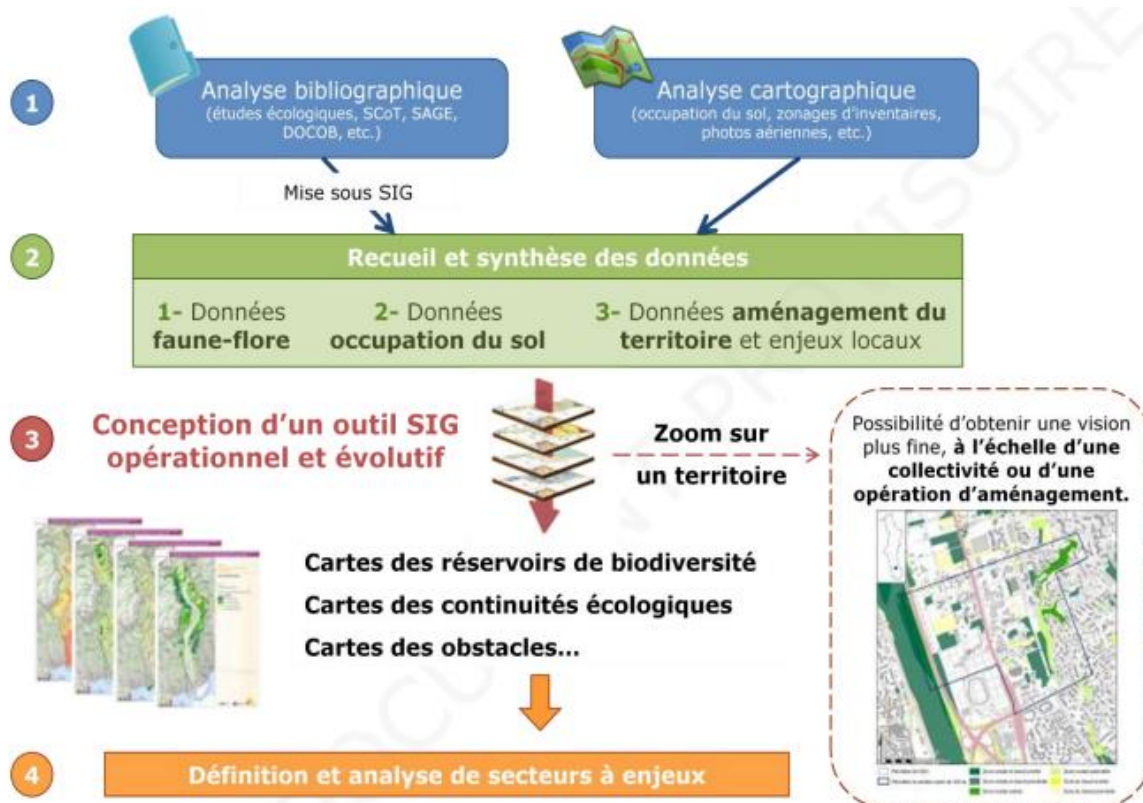 1
Analyse bibliographique
(études écologiques, SCoT, SAGE,
DOCOB, etc.)
Analyse cartographique
(occupation du sol, zonages d'inventaires,
photos aériennes, etc.)
Mise sous SIG
2
Recueil et synthèse des données
1- Données
faune-flore
2- Données
occupation du sol
3- Données aménagement du
territoire et enjeux locaux
3
Conception d'un outil SIG
opérationnel et évolutif
Zoom sur
un territoire
Possibilité d'obtenir une vision
plus fine, à l'échelle d'une
collectivité ou d'une
opération d'aménagement.
Cartes des réservoirs de biodiversité
Cartes des continuités écologiques
Cartes des obstacles...
4
Définition et analyse de secteurs à enjeux
PROVISOIRE